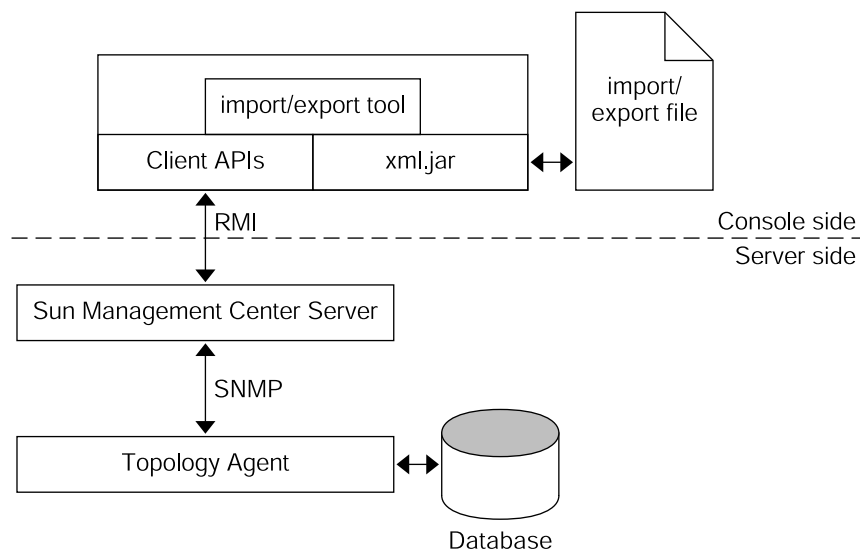 import/
export file
import/export tool
Client APIs
xml.jar
RMI
Console side
Server side
Sun Management Center Server
SNMP
Topology Agent
Database